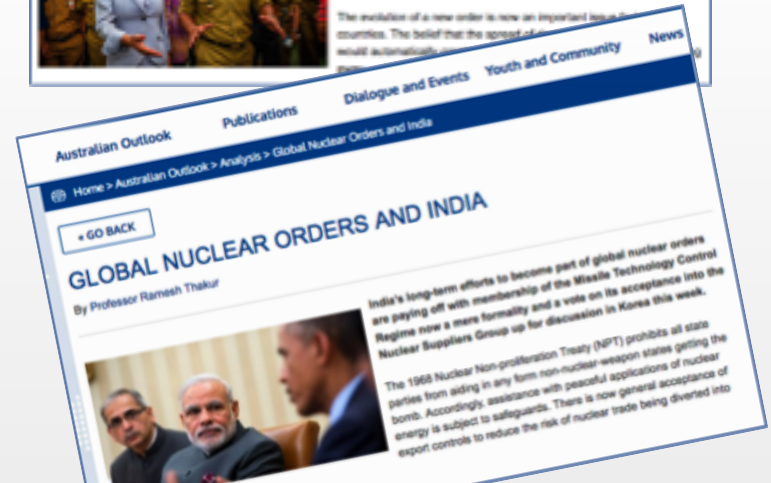 The evolution of a new order is now an important issue
countries. The belief that the spread of
would automatically
Australian Outlook Publications Dialogue and Events Youth and Community News
Home > Australian Outlook > Analysis > Global Nuclear Orders and India
« GO BACK
GLOBAL NUCLEAR ORDERS AND INDIA
By Professor Ramesh Thakur
India's long-term efforts to become part of global nuclear orders
are paying off with membership of the Missile Technology Control
Regime now a mere formality and a vote on its acceptance into the
Nuclear Suppliers Group up for discussion in Korea this week.
The 1968 Nuclear Non-proliferation Treaty (NPT) prohibits all state
parties from aiding in any form non-nuclear-weapon states getting the
bomb. Accordingly, assistance with peaceful applications of nuclear
energy is subject to safeguards. There is now general acceptance of
export controls to reduce the risk of nuclear trade being diverted into